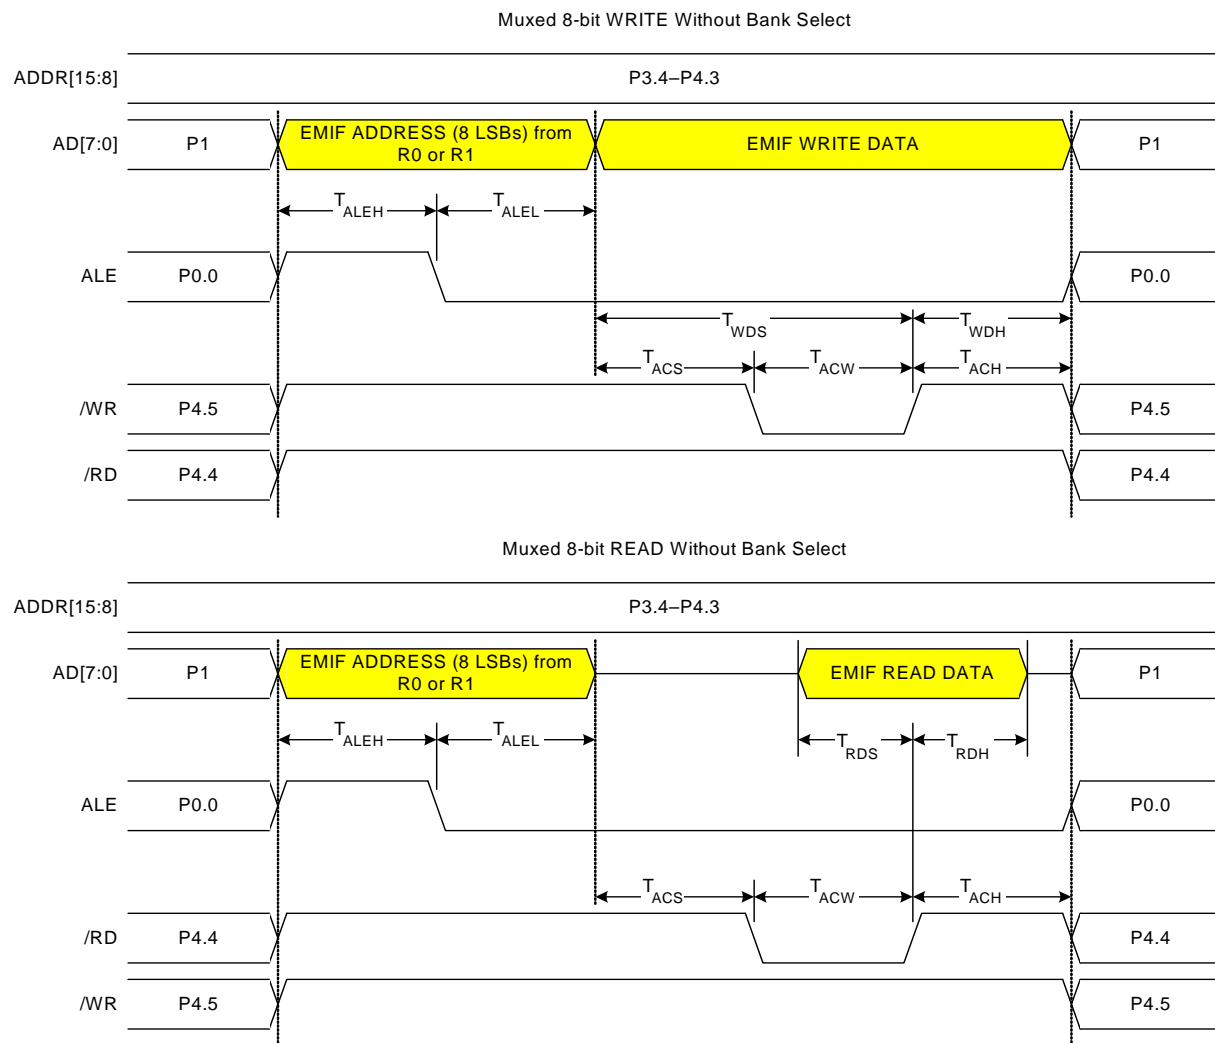 Muxed 8-bit WRITE Without Bank Select
ADDR[15:8] P3.4–P4.3
AD[7:0] P1 EMIF ADDRESS (8 LSBs) from R0 or R1 EMIF WRITE DATA P1
TALEH TALEL
ALE P0.0 P0.0
TWDS TWDH
TACS TACW TACH
/WR P4.5 P4.5
/RD P4.4 P4.4
Muxed 8-bit READ Without Bank Select
ADDR[15:8] P3.4–P4.3
AD[7:0] P1 EMIF ADDRESS (8 LSBs) from R0 or R1 EMIF READ DATA P1
TALEH TALEL TRDS TRDH
ALE P0.0 P0.0
TACS TACW TACH
/RD P4.4 P4.4
/WR P4.5 P4.5